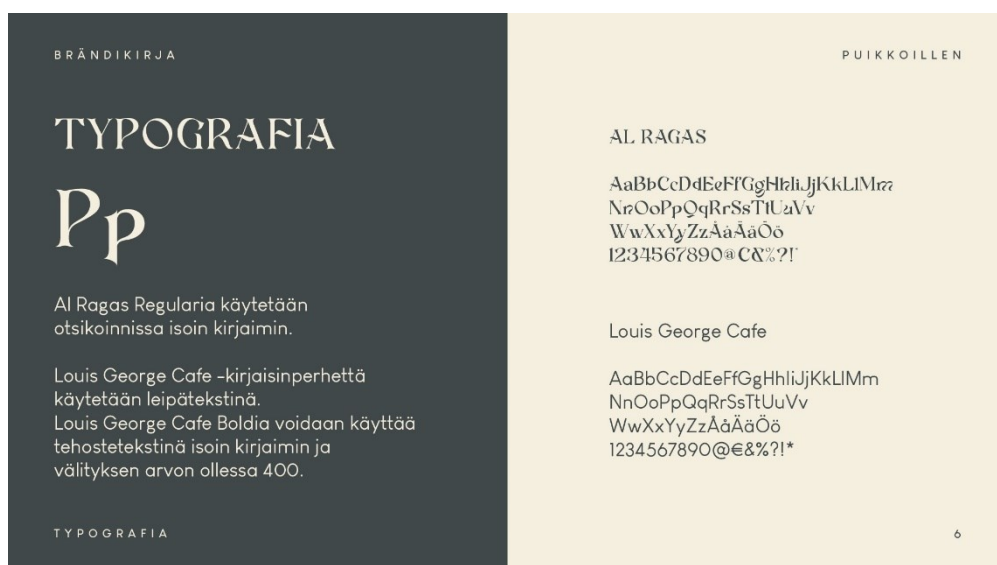 BRÄNDIKIRJA
TYPOGRAFIA
Pp
Al Ragas Regularia käytetään
otsikoinnissa isoin kirjaimin.
Louis George Cafe -kirjaisinperhettä
käytetään leipätekstinä.
Louis George Cafe Boldia voidaan käyttää
tehostetekstinä isoin kirjaimin ja
välityksen arvon ollessa 400.
TYPOGRAFIA
PUIKKOILLEN
AL RAGAS
AaBbCcDdEeFfGgHhIiJjKkLlMm
NnOoPpQqRrSsTtUuVv
WwXxYyZzÅåÄäÖö
1234567890@€&%?!*
Louis George Cafe
AaBbCcDdEeFfGgHhIiJjKkLlMm
NnOoPpQqRrSsTtUuVv
WwXxYyZzÅåÄäÖö
1234567890@€&%?!*
6